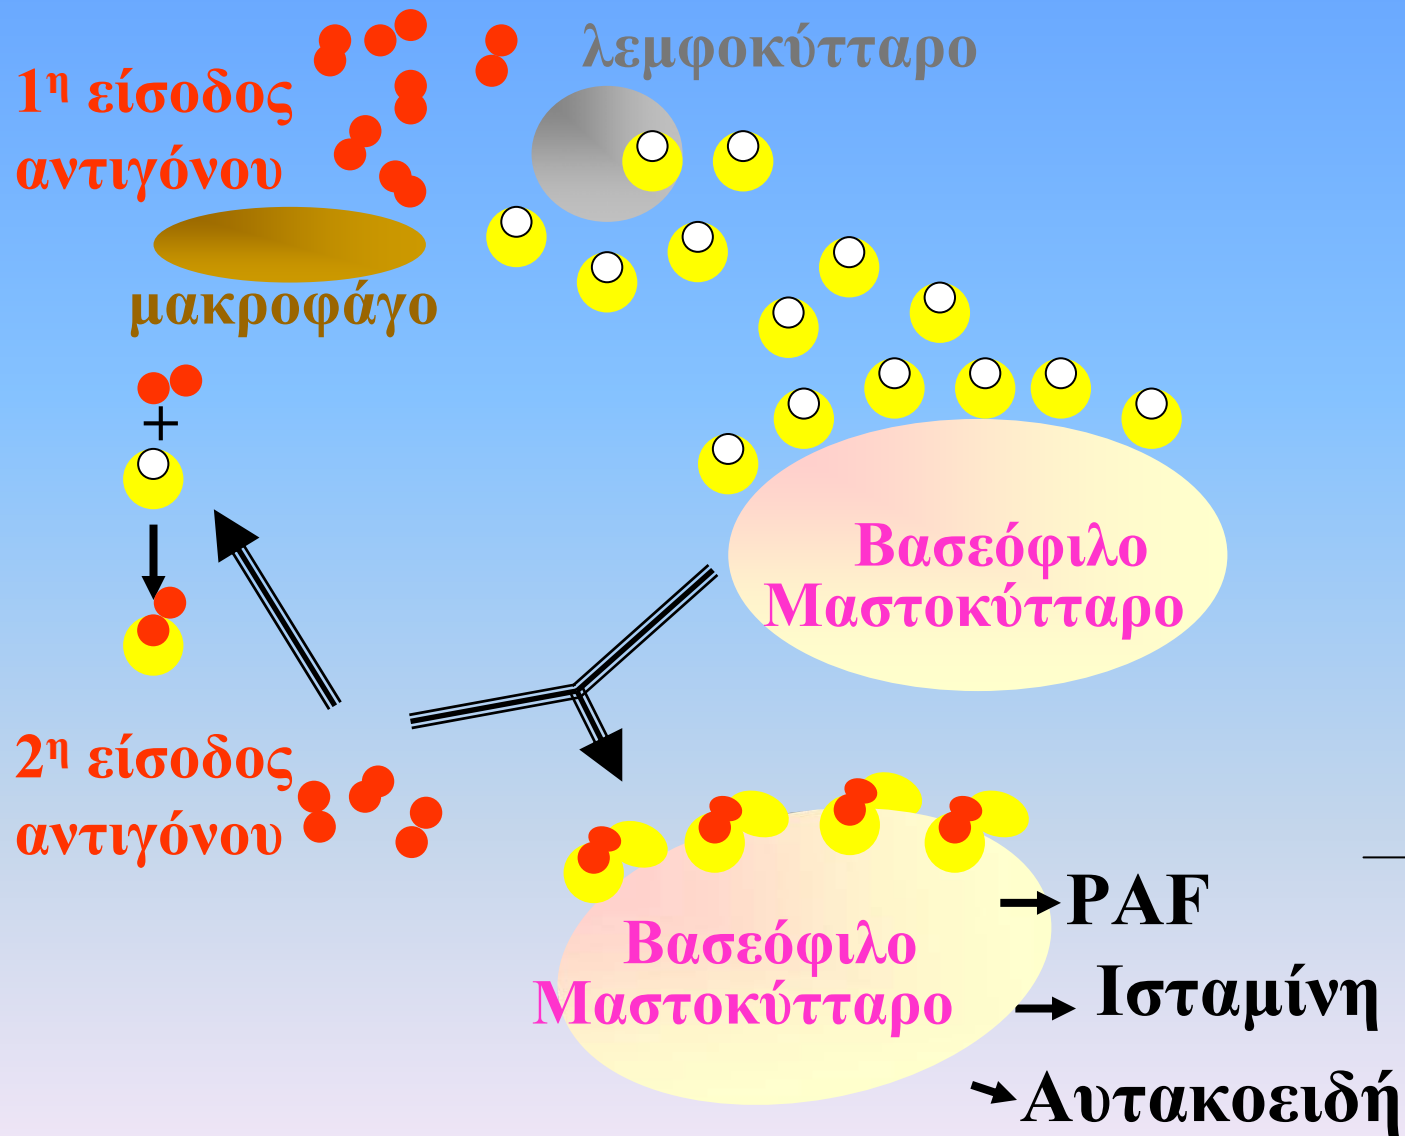 λεμφοκύτταρο
1η είσοδος
αντιγόνου
μακροφάγο
+
Βασεόφιλο
Μαστοκύτταρο
2η είσοδος
αντιγόνου
Βασεόφιλο
Μαστοκύτταρο
PAF
Ισταμίνη
Αυτακοειδή